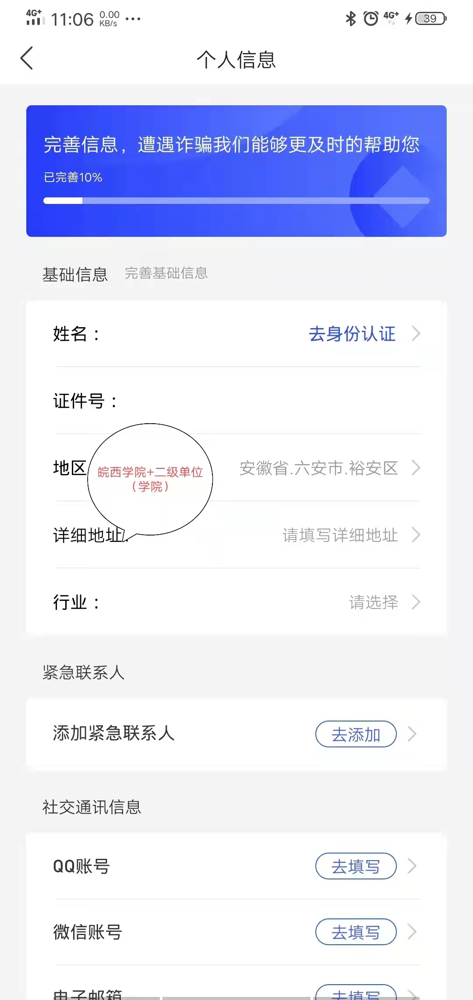 4G+ 11:06 0.00 KB/s ... 4G+ 39
个人信息
完善信息，遭遇诈骗我们能够更及时的帮助您
已完善10%
基础信息 完善基础信息
姓名： 去身份认证
证件号：
地区 安徽省.六安市.裕安区
皖西学院+二级单位
（学院）
详细地址: 请填写详细地址
行业： 请选择
紧急联系人
添加紧急联系人 去添加
社交通讯信息
QQ账号 去填写
微信账号 去填写
电子邮箱 去填写